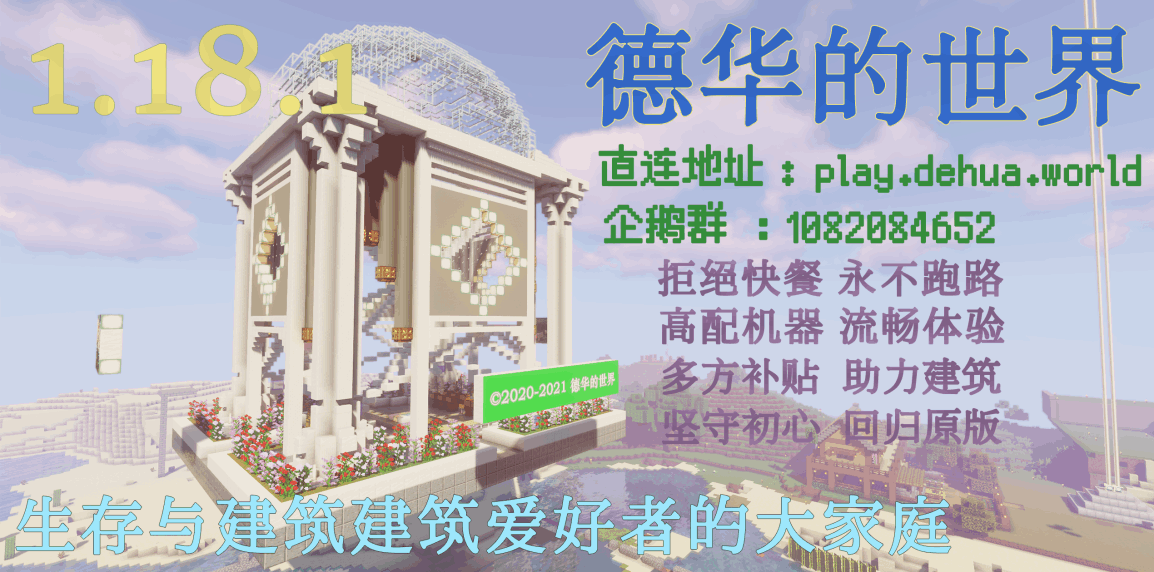 1.18.1
德华的世界
直连地址：play.dehua.world
企鹅群：1082084652
拒绝快餐 永不跑路
高配机器 流畅体验
多方补贴 助力建筑
坚守初心 回归原版
©2020-2021 德华的世界
生存与建筑建筑爱好者的大家庭